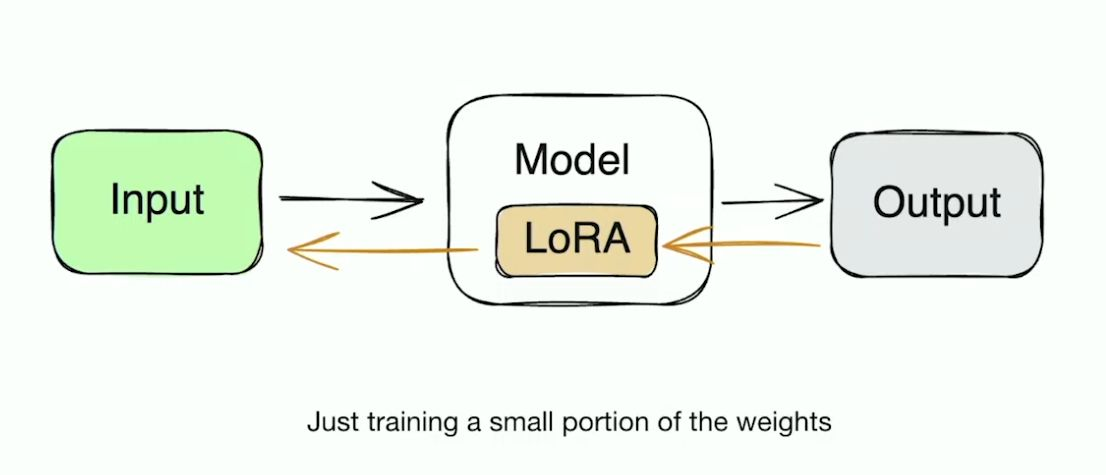 Input
Model
LoRA
Output
Just training a small portion of the weights